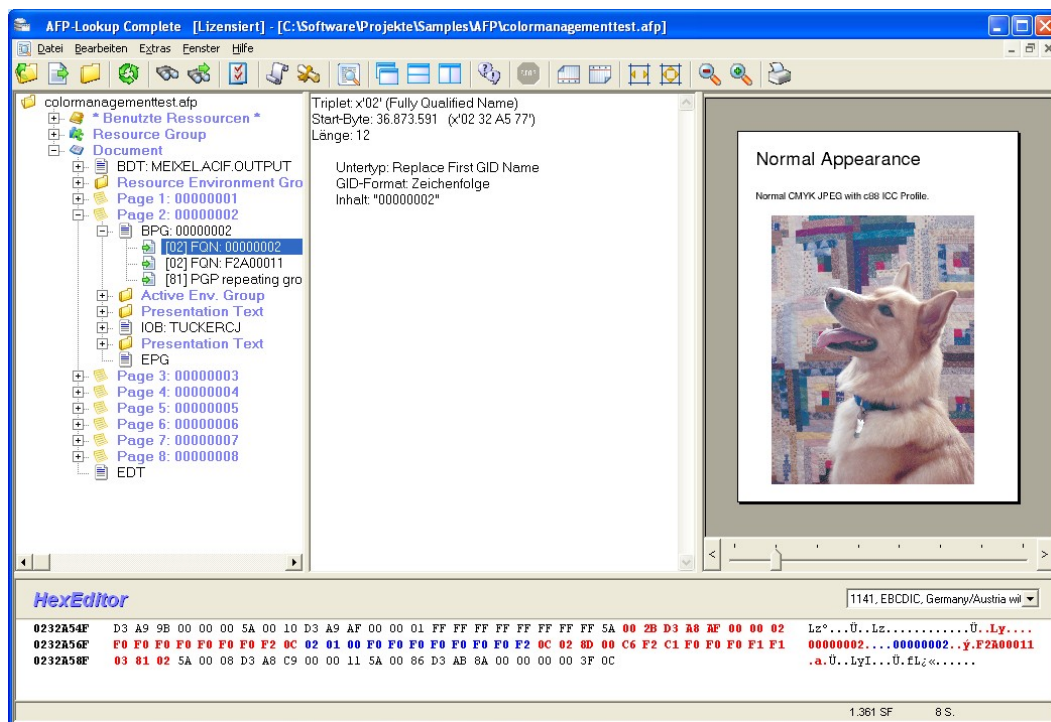 AFP-Lookup Complete [Lizensiert] - [C:\Software\Projekte\Samples\AFP\colormanagementtest.afp]
Datei Bearbeiten Extras Fenster Hilfe
colormanagementtest.afp
* Benutzte Ressourcen *
Resource Group
Document
BDT: MEIXEL.ACIF.OUTPUT
Resource Environment Gro
Page 1: 00000001
Page 2: 00000002
BPG: 00000002
[02] FQN: 00000002
[02] FQN: F2A00011
[81] PGP repeating gro
Active Env. Group
Presentation Text
IOB: TUCKERCJ
Presentation Text
EPG
Page 3: 00000003
Page 4: 00000004
Page 5: 00000005
Page 6: 00000006
Page 7: 00000007
Page 8: 00000008
EDT
Triplet: x'02' (Fully Qualified Name)
Start-Byte: 36.873.591 (x'02 32 A5 77')
Länge: 12
Untertyp: Replace First GID Name
GID-Format: Zeichenfolge
Inhalt: "00000002"
Normal Appearance
Normal CMYK JPEG with c88 ICC Profile.
HexEditor
1141, EBCDIC, Germany/Austria wil
0232A54F D3 A9 9B 00 00 00 5A 00 10 D3 A9 AF 00 00 01 FF FF FF FF FF FF FF FF 5A 00 2B D3 A8 AF 00 00 02 Lz°...Ü..Lz...........Ü..Ly....
0232A56F F0 F0 F0 F0 F0 F0 F0 F2 0C 02 01 00 F0 F0 F0 F0 F0 F0 F0 F2 0C 02 8D 00 C6 F2 C1 F0 F0 F0 F1 F1 00000002....00000002..ý.F2A00011
0232A58F 03 81 02 5A 00 08 D3 A8 C9 00 00 11 5A 00 86 D3 AB 8A 00 00 00 00 3F 0C .a.Ü..LyI...Ü.fL¿«......
1.361 SF 8 S.